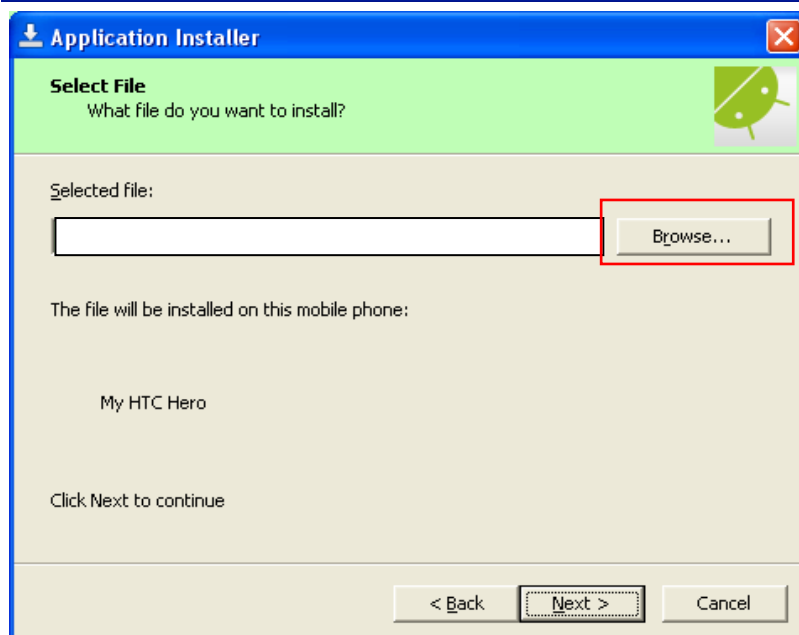 Application Installer
Select File
What file do you want to install?
Selected file:
Browse...
The file will be installed on this mobile phone:
My HTC Hero
Click Next to continue
< Back Next > Cancel